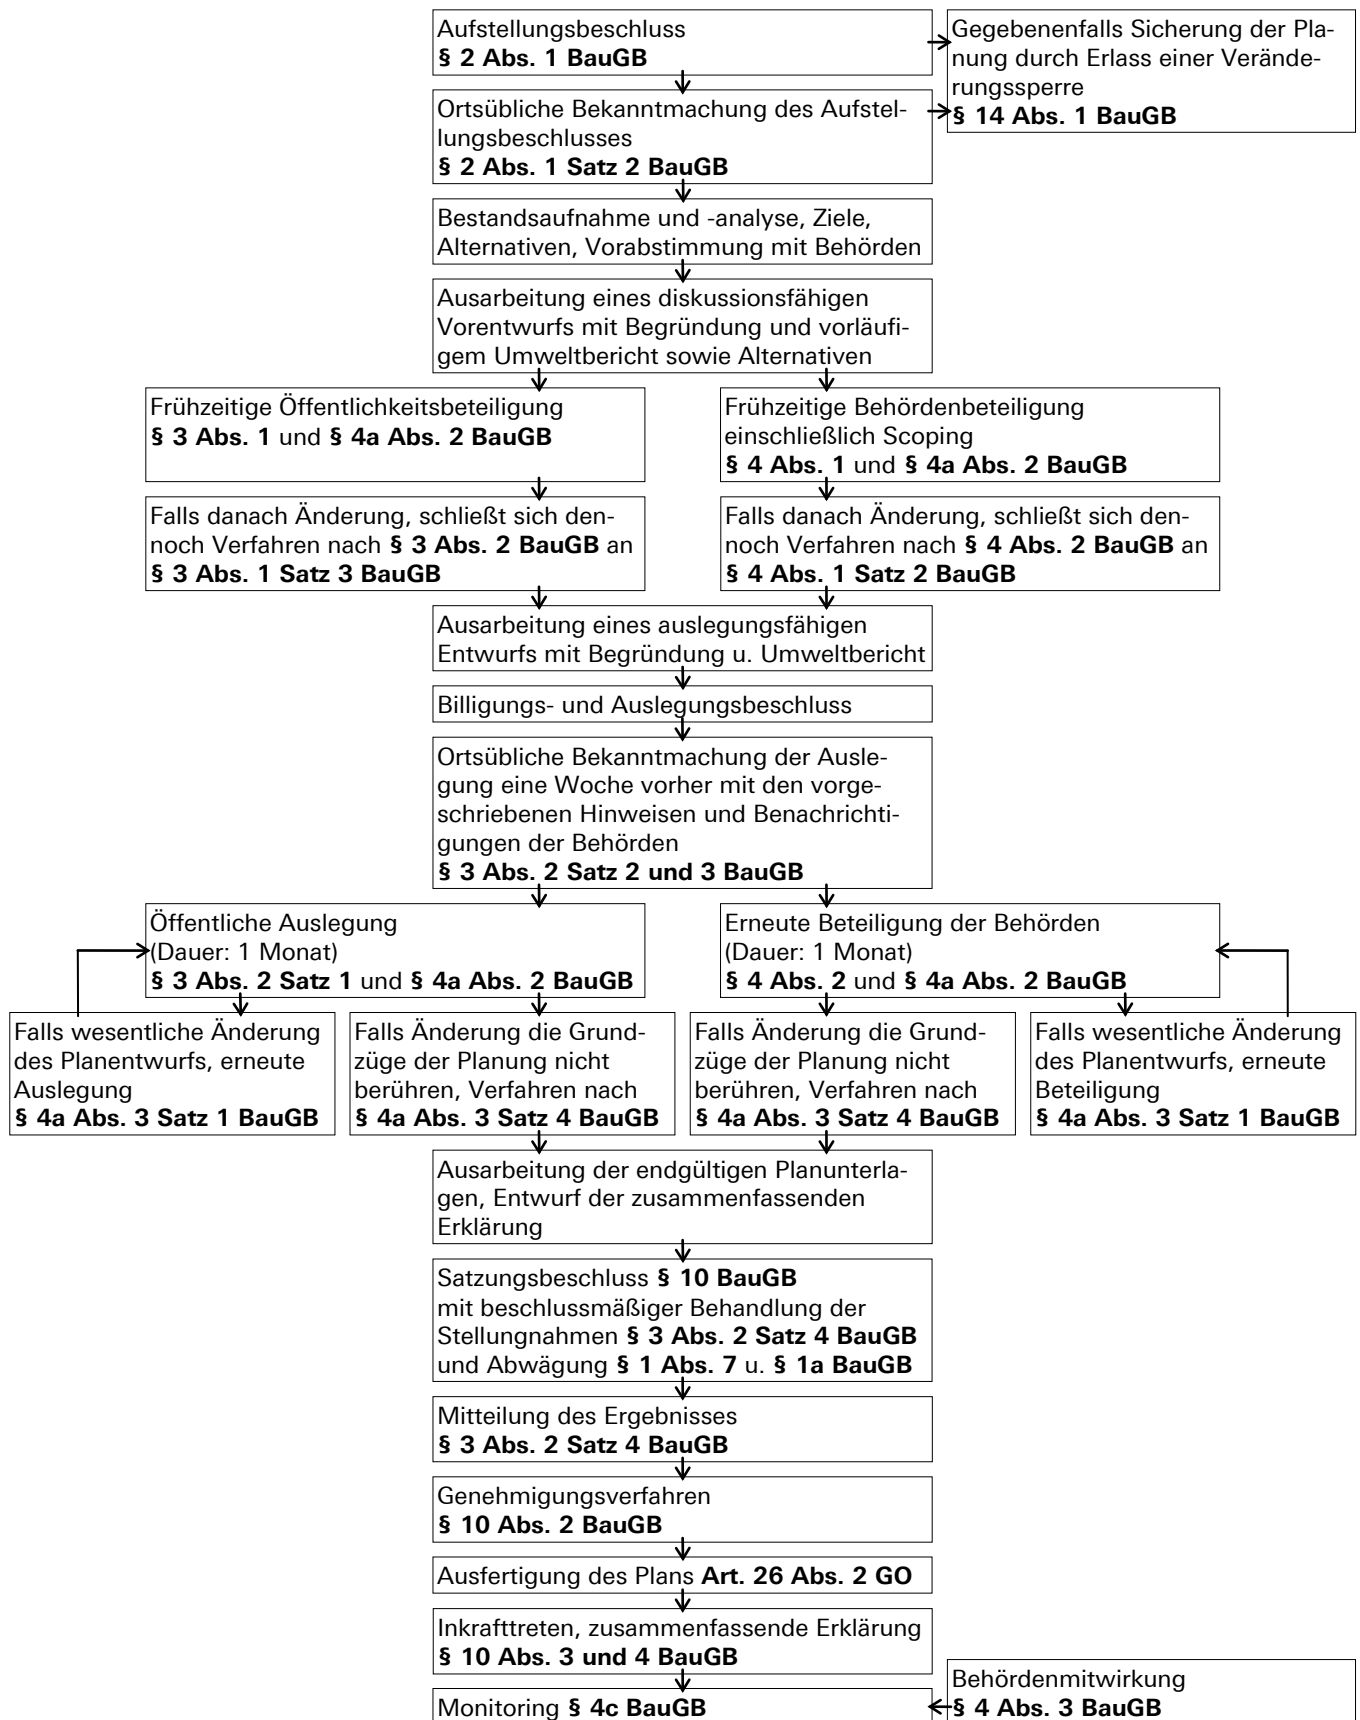 Aufstellungsbeschluss
§ 2 Abs. 1 BauGB
Gegebenenfalls Sicherung der Pla-
nung durch Erlass einer Verände-
rungssperre
§ 14 Abs. 1 BauGB
Ortsübliche Bekanntmachung des Aufstel-
lungsbeschlusses
§ 2 Abs. 1 Satz 2 BauGB
Bestandsaufnahme und -analyse, Ziele,
Alternativen, Vorabstimmung mit Behörden
Ausarbeitung eines diskussionsfähigen
Vorentwurfs mit Begründung und vorläufi-
gem Umweltbericht sowie Alternativen
Frühzeitige Öffentlichkeitsbeteiligung
§ 3 Abs. 1 und § 4a Abs. 2 BauGB
Frühzeitige Behördenbeteiligung
einschließlich Scoping
§ 4 Abs. 1 und § 4a Abs. 2 BauGB
Falls danach Änderung, schließt sich den-
noch Verfahren nach § 3 Abs. 2 BauGB an
§ 3 Abs. 1 Satz 3 BauGB
Falls danach Änderung, schließt sich den-
noch Verfahren nach § 4 Abs. 2 BauGB an
§ 4 Abs. 1 Satz 2 BauGB
Ausarbeitung eines auslegungsfähigen
Entwurfs mit Begründung u. Umweltbericht
Billigungs- und Auslegungsbeschluss
Ortsübliche Bekanntmachung der Ausle-
gung eine Woche vorher mit den vorge-
schriebenen Hinweisen und Benachrichti-
gungen der Behörden
§ 3 Abs. 2 Satz 2 und 3 BauGB
Öffentliche Auslegung
(Dauer: 1 Monat)
§ 3 Abs. 2 Satz 1 und § 4a Abs. 2 BauGB
Erneute Beteiligung der Behörden
(Dauer: 1 Monat)
§ 4 Abs. 2 und § 4a Abs. 2 BauGB
Falls wesentliche Änderung
des Planentwurfs, erneute
Auslegung
§ 4a Abs. 3 Satz 1 BauGB
Falls Änderung die Grund-
züge der Planung nicht
berühren, Verfahren nach
§ 4a Abs. 3 Satz 4 BauGB
Falls Änderung die Grund-
züge der Planung nicht
berühren, Verfahren nach
§ 4a Abs. 3 Satz 4 BauGB
Falls wesentliche Änderung
des Planentwurfs, erneute
Beteiligung
§ 4a Abs. 3 Satz 1 BauGB
Ausarbeitung der endgültigen Planunterla-
gen, Entwurf der zusammenfassenden
Erklärung
Satzungsbeschluss § 10 BauGB
mit beschlussmäßiger Behandlung der
Stellungnahmen § 3 Abs. 2 Satz 4 BauGB
und Abwägung § 1 Abs. 7 u. § 1a BauGB
Mitteilung des Ergebnisses
§ 3 Abs. 2 Satz 4 BauGB
Genehmigungsverfahren
§ 10 Abs. 2 BauGB
Ausfertigung des Plans Art. 26 Abs. 2 GO
Inkrafttreten, zusammenfassende Erklärung
§ 10 Abs. 3 und 4 BauGB
Behördenmitwirkung
§ 4 Abs. 3 BauGB
Monitoring § 4c BauGB